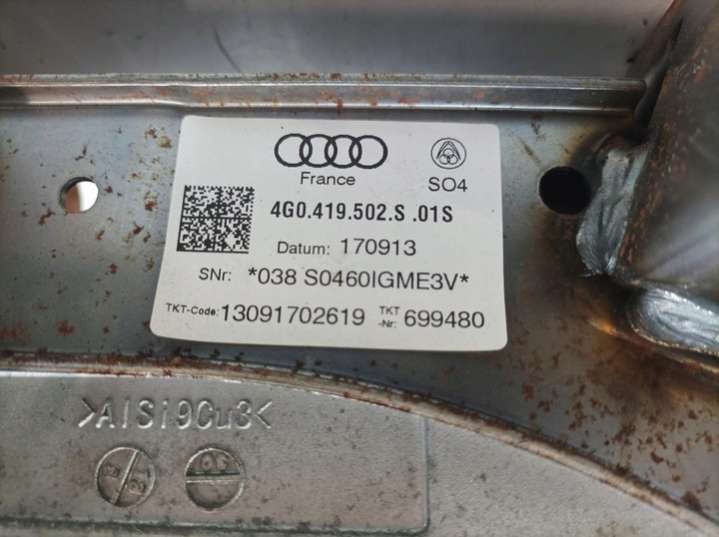 France
SO4
4G0.419.502.S .01S
Datum: 170913
SNr: *038 S0460IGME3V*
TKT-Code: 13091702619 TKT-Nr: 699480
>AlSi9Cu3<